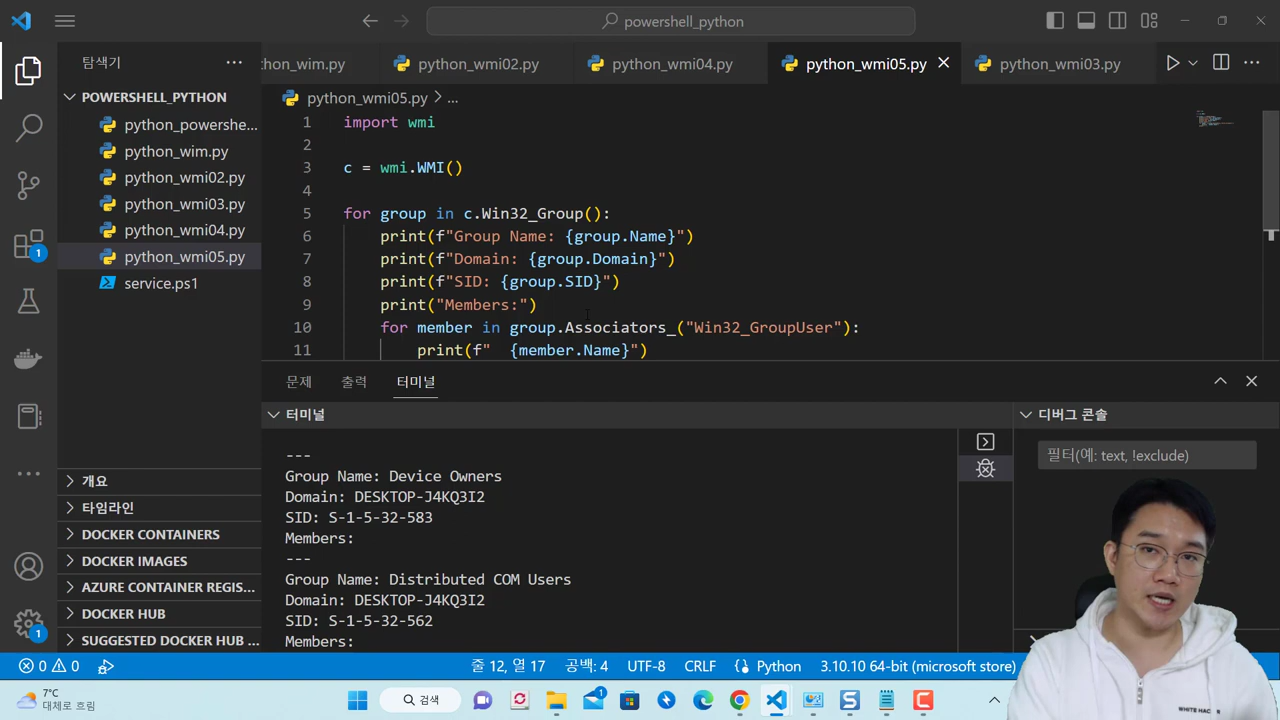 powershell_python
탐색기
POWERSHELL_PYTHON
python_powershe...
python_wim.py
python_wmi02.py
python_wmi03.py
python_wmi04.py
python_wmi05.py
service.ps1
개요
타임라인
DOCKER CONTAINERS
DOCKER IMAGES
AZURE CONTAINER REGIS...
DOCKER HUB
SUGGESTED DOCKER HUB ...
1
1
hon_wim.py
python_wmi02.py
python_wmi04.py
python_wmi05.py
python_wmi03.py
python_wmi05.py > ...
1 import wmi
2
3 c = wmi.WMI()
4
5 for group in c.Win32_Group():
6 print(f"Group Name: {group.Name}")
7 print(f"Domain: {group.Domain}")
8 print(f"SID: {group.SID}")
9 print("Members:")
10 for member in group.Associators_("Win32_GroupUser"):
11 print(f"  {member.Name}")
문제
출력
터미널
터미널
---
Group Name: Device Owners
Domain: DESKTOP-J4KQ3I2
SID: S-1-5-32-583
Members:
---
Group Name: Distributed COM Users
Domain: DESKTOP-J4KQ3I2
SID: S-1-5-32-562
Members:
디버그 콘솔
필터(예: text, !exclude)
0 0
줄 12, 열 17
공백: 4
UTF-8
CRLF
Python
3.10.10 64-bit (microsoft store)
7°C
대체로 흐림
검색
1
WHITE HAC